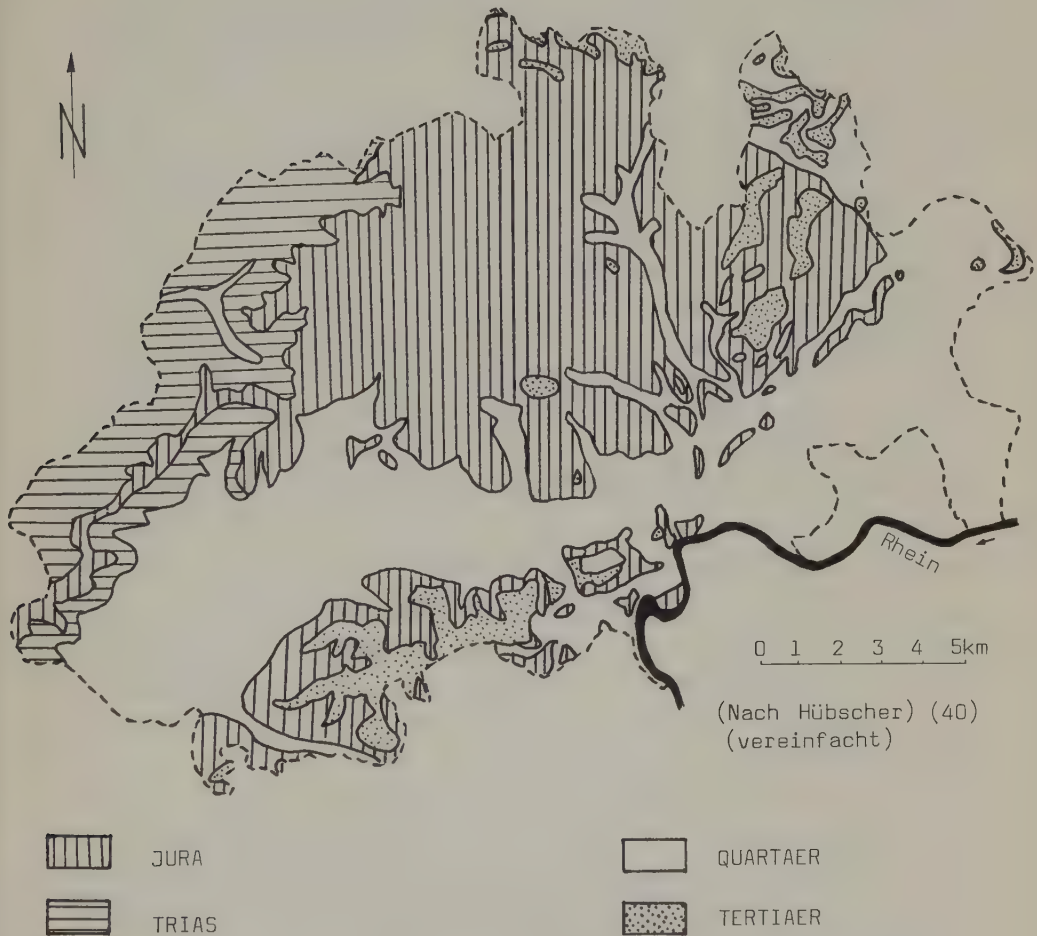 N
Rhein
0 1 2 3 4 5km
(Nach Hübscher) (40)
(vereinfacht)
JURA
QUARTAER
TRIAS
TERTIAER